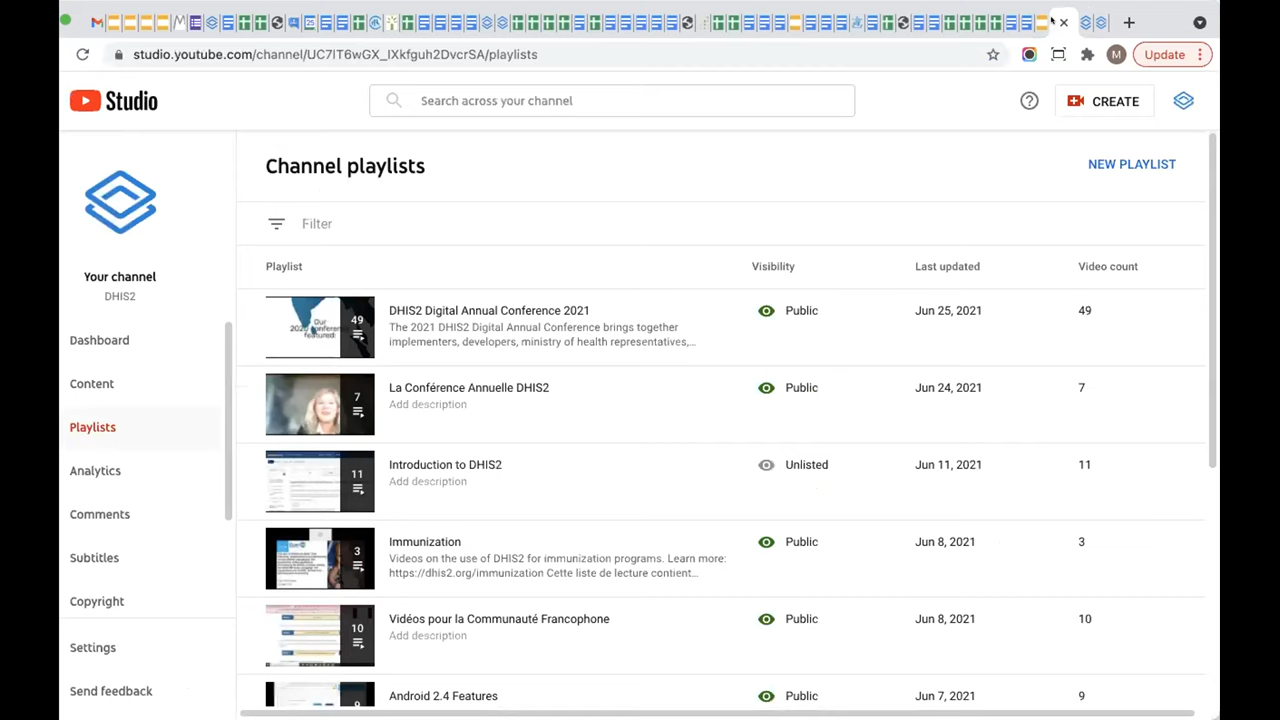 studio.youtube.com/channel/UC7IT6wGX_IXkfguh2DvcrSA/playlists
M
Update
Studio
Search across your channel
CREATE
Channel playlists
NEW PLAYLIST
Filter
Your channel
DHIS2
Dashboard
Content
Playlists
Analytics
Comments
Subtitles
Copyright
Settings
Send feedback
Playlist Visibility Last updated Video count
49
DHIS2 Digital Annual Conference 2021 Public Jun 25, 2021 49
The 2021 DHIS2 Digital Annual Conference brings together
implementers, developers, ministry of health representatives,...
7
La Conférence Annuelle DHIS2 Public Jun 24, 2021 7
Add description
11
Introduction to DHIS2 Unlisted Jun 11, 2021 11
Add description
3
Immunization Public Jun 8, 2021 3
Videos on the use of DHIS2 for immunization programs. Learn more:
https://dhis2.org/immunization Cette liste de lecture contient...
10
Vidéos pour la Communauté Francophone Public Jun 8, 2021 10
Add description
Android 2.4 Features Public Jun 7, 2021 9